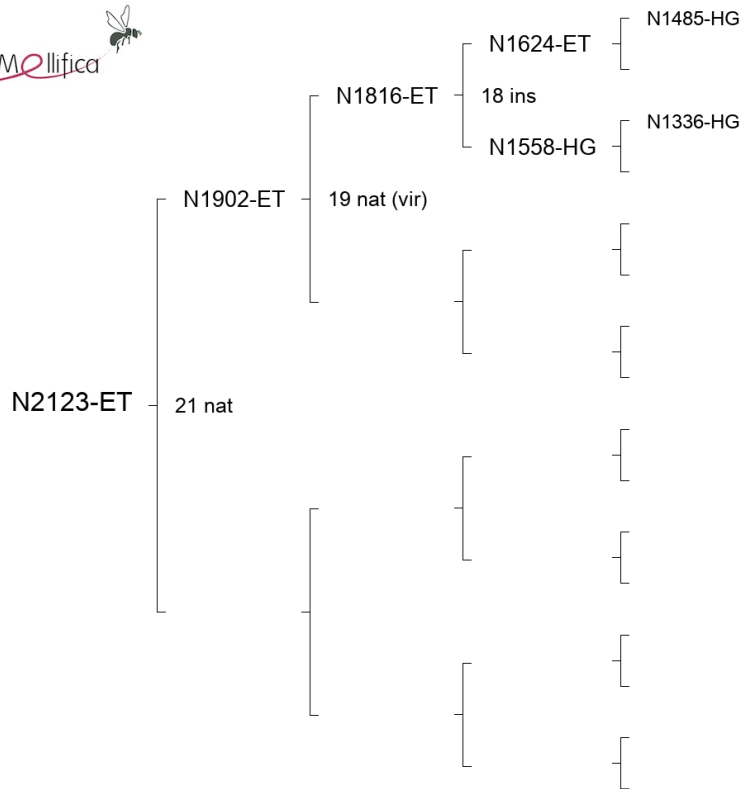 Mellifica
N1485-HG
N1624-ET
N1816-ET
18 ins
N1336-HG
N1558-HG
N1902-ET
19 nat (vir)
N2123-ET
21 nat